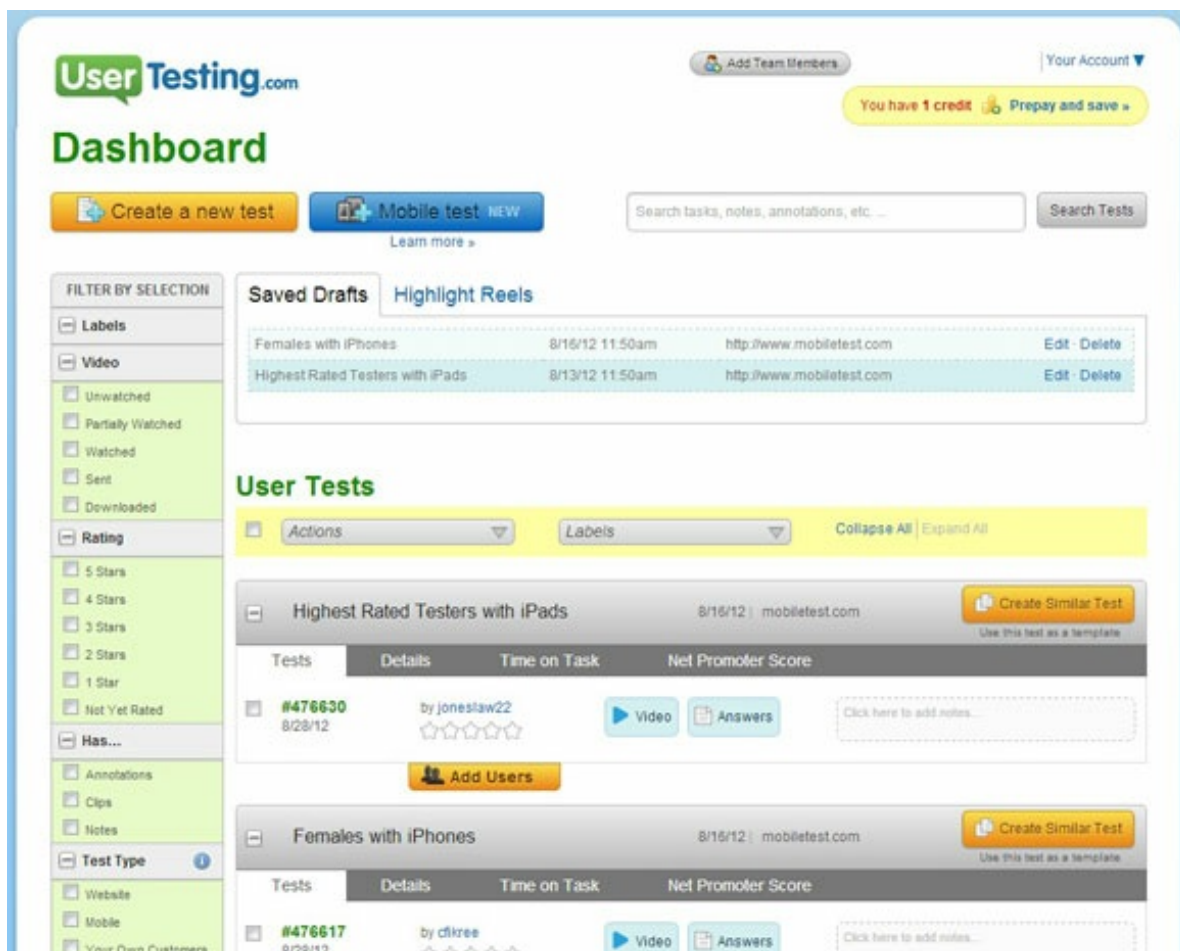 UserTesting.com
Add Team Members
Your Account ▼
You have 1 credit Prepay and save »
Dashboard
Create a new test
Mobile test NEW
Learn more »
Search tasks, notes, annotations, etc. ...
Search Tests
FILTER BY SELECTION
Labels
Video
Unwatched
Partially Watched
Watched
Sent
Downloaded
Rating
5 Stars
4 Stars
3 Stars
2 Stars
1 Star
Not Yet Rated
Has...
Annotations
Clips
Notes
Test Type
Website
Mobile
Your Own Customers
Saved Drafts Highlight Reels
Females with iPhones 8/16/12 11:50am http://www.mobiletest.com Edit · Delete
Highest Rated Testers with iPads 8/13/12 11:50am http://www.mobiletest.com Edit · Delete
User Tests
Actions Labels Collapse All | Expand All
Highest Rated Testers with iPads 8/16/12 | mobiletest.com Create Similar Test
Use this test as a template
Tests Details Time on Task Net Promoter Score
#476630 by joneslaw22 Video Answers Click here to add notes...
8/28/12
Add Users
Females with iPhones 8/16/12 | mobiletest.com Create Similar Test
Use this test as a template
Tests Details Time on Task Net Promoter Score
#476617 by cfikree Video Answers Click here to add notes...
8/28/12